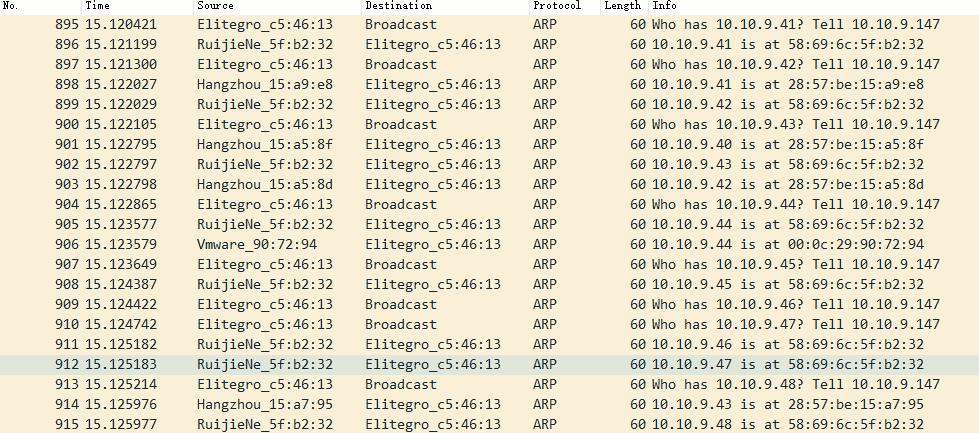 No. Time Source Destination Protocol Length Info
895 15.120421 Elitegro_c5:46:13 Broadcast ARP 60 Who has 10.10.9.41? Tell 10.10.9.147
896 15.121199 RuijieNe_5f:b2:32 Elitegro_c5:46:13 ARP 60 10.10.9.41 is at 58:69:6c:5f:b2:32
897 15.121300 Elitegro_c5:46:13 Broadcast ARP 60 Who has 10.10.9.42? Tell 10.10.9.147
898 15.122027 Hangzhou_15:a9:e8 Elitegro_c5:46:13 ARP 60 10.10.9.41 is at 28:57:be:15:a9:e8
899 15.122029 RuijieNe_5f:b2:32 Elitegro_c5:46:13 ARP 60 10.10.9.42 is at 58:69:6c:5f:b2:32
900 15.122105 Elitegro_c5:46:13 Broadcast ARP 60 Who has 10.10.9.43? Tell 10.10.9.147
901 15.122795 Hangzhou_15:a5:8f Elitegro_c5:46:13 ARP 60 10.10.9.40 is at 28:57:be:15:a5:8f
902 15.122797 RuijieNe_5f:b2:32 Elitegro_c5:46:13 ARP 60 10.10.9.43 is at 58:69:6c:5f:b2:32
903 15.122798 Hangzhou_15:a5:8d Elitegro_c5:46:13 ARP 60 10.10.9.42 is at 28:57:be:15:a5:8d
904 15.122865 Elitegro_c5:46:13 Broadcast ARP 60 Who has 10.10.9.44? Tell 10.10.9.147
905 15.123577 RuijieNe_5f:b2:32 Elitegro_c5:46:13 ARP 60 10.10.9.44 is at 58:69:6c:5f:b2:32
906 15.123579 Vmware_90:72:94 Elitegro_c5:46:13 ARP 60 10.10.9.44 is at 00:0c:29:90:72:94
907 15.123649 Elitegro_c5:46:13 Broadcast ARP 60 Who has 10.10.9.45? Tell 10.10.9.147
908 15.124387 RuijieNe_5f:b2:32 Elitegro_c5:46:13 ARP 60 10.10.9.45 is at 58:69:6c:5f:b2:32
909 15.124422 Elitegro_c5:46:13 Broadcast ARP 60 Who has 10.10.9.46? Tell 10.10.9.147
910 15.124742 Elitegro_c5:46:13 Broadcast ARP 60 Who has 10.10.9.47? Tell 10.10.9.147
911 15.125182 RuijieNe_5f:b2:32 Elitegro_c5:46:13 ARP 60 10.10.9.46 is at 58:69:6c:5f:b2:32
912 15.125183 RuijieNe_5f:b2:32 Elitegro_c5:46:13 ARP 60 10.10.9.47 is at 58:69:6c:5f:b2:32
913 15.125214 Elitegro_c5:46:13 Broadcast ARP 60 Who has 10.10.9.48? Tell 10.10.9.147
914 15.125976 Hangzhou_15:a7:95 Elitegro_c5:46:13 ARP 60 10.10.9.43 is at 28:57:be:15:a7:95
915 15.125977 RuijieNe_5f:b2:32 Elitegro_c5:46:13 ARP 60 10.10.9.48 is at 58:69:6c:5f:b2:32